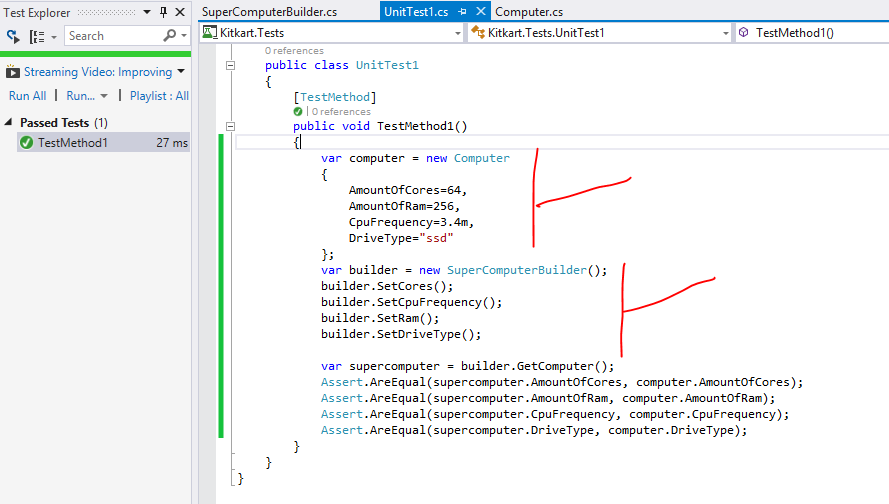 Test Explorer
SuperComputerBuilder.cs
UnitTest1.cs
Computer.cs
Search
Kitkart.Tests
Kitkart.Tests.UnitTest1
TestMethod1()
Streaming Video: Improving
Run All | Run... | Playlist : All
Passed Tests (1)
TestMethod1 27 ms
0 references
public class UnitTest1
{
[TestMethod]
| 0 references
public void TestMethod1()
{
var computer = new Computer
{
AmountOfCores=64,
AmountOfRam=256,
CpuFrequency=3.4m,
DriveType="ssd"
};
var builder = new SuperComputerBuilder();
builder.SetCores();
builder.SetCpuFrequency();
builder.SetRam();
builder.SetDriveType();
var supercomputer = builder.GetComputer();
Assert.AreEqual(supercomputer.AmountOfCores, computer.AmountOfCores);
Assert.AreEqual(supercomputer.AmountOfRam, computer.AmountOfRam);
Assert.AreEqual(supercomputer.CpuFrequency, computer.CpuFrequency);
Assert.AreEqual(supercomputer.DriveType, computer.DriveType);
}
}
}